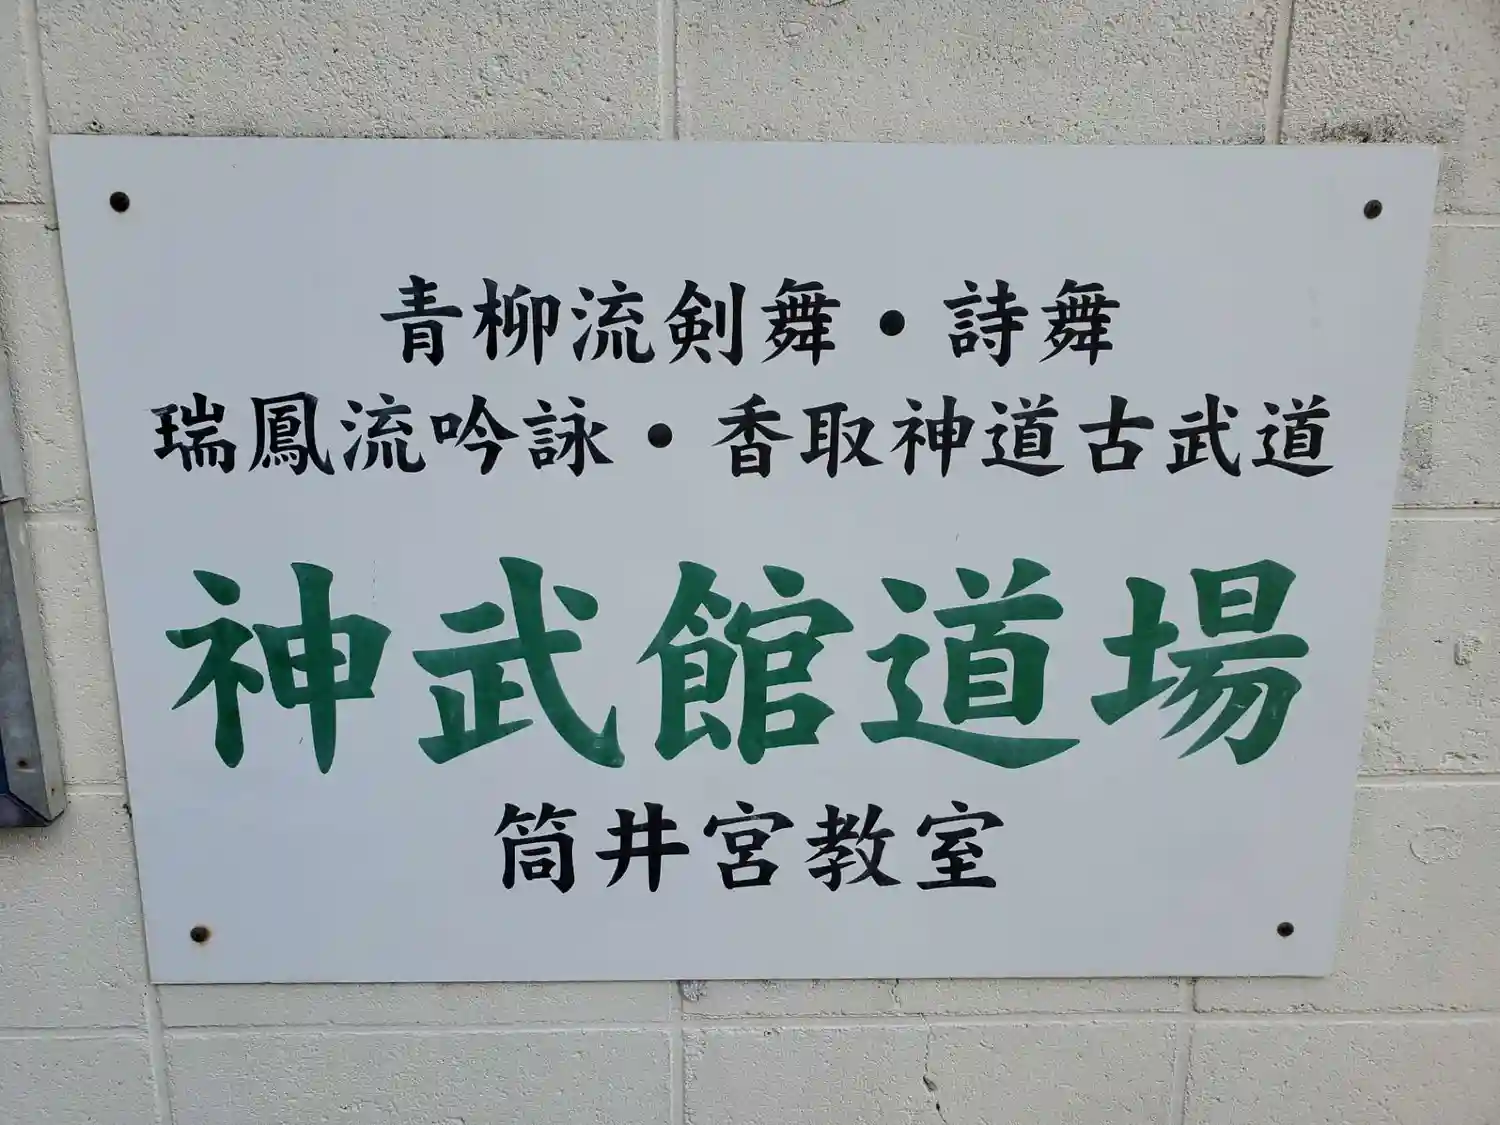 青柳流剣舞・詩舞
瑞鳳流吟詠・香取神道古武道
神武館道場
筒井宮教室